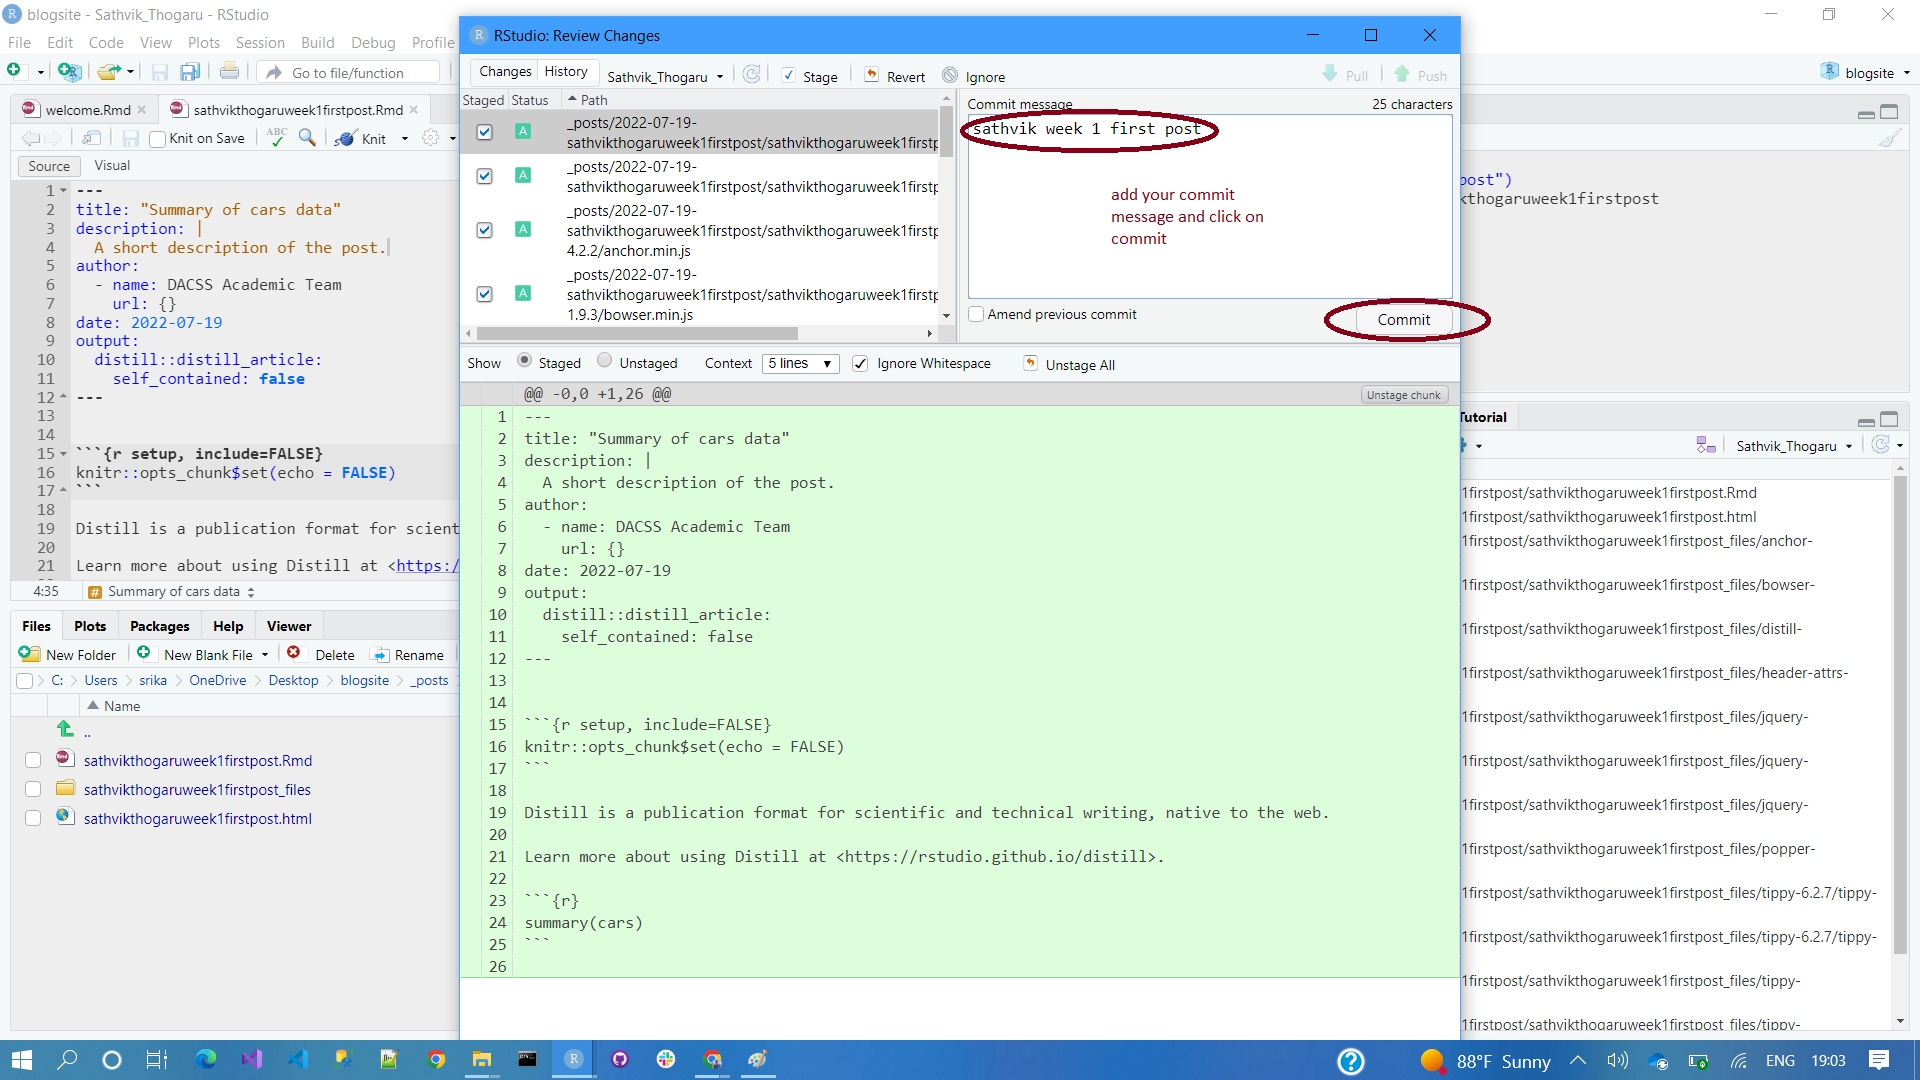 blogsite - Sathvik_Thogaru - RStudio
File Edit Code View Plots Session Build Debug Profile
Go to file/function
blogsite
welcome.Rmd
sathvikthogaruweek1firstpost.Rmd
Knit on Save
ABC
Knit
Source Visual
1 ---
2 title: "Summary of cars data"
3 description: |
4 A short description of the post.
5 author:
6 - name: DACSS Academic Team
7 url: {}
8 date: 2022-07-19
9 output:
10 distill::distill_article:
11 self_contained: false
12 ---
13
14
15 ```{r setup, include=FALSE}
16 knitr::opts_chunk$set(echo = FALSE)
17 ```
18
19 Distill is a publication format for scient
20
21 Learn more about using Distill at <https:/
4:35 Summary of cars data
Files Plots Packages Help Viewer
New Folder New Blank File Delete Rename
C: Users srika OneDrive Desktop blogsite _posts
Name
..
sathvikthogaruweek1firstpost.Rmd
sathvikthogaruweek1firstpost_files
sathvikthogaruweek1firstpost.html
RStudio: Review Changes
Changes History Sathvik_Thogaru Stage Revert Ignore Pull Push
Staged Status Path
A _posts/2022-07-19-
sathvikthogaruweek1firstpost/sathvikthogaruweek1firstp
A _posts/2022-07-19-
sathvikthogaruweek1firstpost/sathvikthogaruweek1firstp
A _posts/2022-07-19-
sathvikthogaruweek1firstpost/sathvikthogaruweek1firstp
4.2.2/anchor.min.js
A _posts/2022-07-19-
sathvikthogaruweek1firstpost/sathvikthogaruweek1firstp
1.9.3/bowser.min.js
Commit message 25 characters
sathvik week 1 first post
add your commit
message and click on
commit
Amend previous commit
Commit
Show Staged Unstaged Context 5 lines Ignore Whitespace Unstage All
@@ -0,0 +1,26 @@ Unstage chunk
1 ---
2 title: "Summary of cars data"
3 description: |
4 A short description of the post.
5 author:
6 - name: DACSS Academic Team
7 url: {}
8 date: 2022-07-19
9 output:
10 distill::distill_article:
11 self_contained: false
12 ---
13
14
15 ```{r setup, include=FALSE}
16 knitr::opts_chunk$set(echo = FALSE)
17 ```
18
19 Distill is a publication format for scientific and technical writing, native to the web.
20
21 Learn more about using Distill at <https://rstudio.github.io/distill>.
22
23 ```{r}
24 summary(cars)
25 ```
26
post")
kthogaruweek1firstpost
Tutorial
Sathvik_Thogaru
1firstpost/sathvikthogaruweek1firstpost.Rmd
1firstpost/sathvikthogaruweek1firstpost.html
1firstpost/sathvikthogaruweek1firstpost_files/anchor-
1firstpost/sathvikthogaruweek1firstpost_files/bowser-
1firstpost/sathvikthogaruweek1firstpost_files/distill-
1firstpost/sathvikthogaruweek1firstpost_files/header-attrs-
1firstpost/sathvikthogaruweek1firstpost_files/jquery-
1firstpost/sathvikthogaruweek1firstpost_files/jquery-
1firstpost/sathvikthogaruweek1firstpost_files/jquery-
1firstpost/sathvikthogaruweek1firstpost_files/popper-
1firstpost/sathvikthogaruweek1firstpost_files/tippy-6.2.7/tippy-
1firstpost/sathvikthogaruweek1firstpost_files/tippy-6.2.7/tippy-
1firstpost/sathvikthogaruweek1firstpost_files/tippy-
1firstpost/sathvikthogaruweek1firstpost_files/tippy-
88°F Sunny ENG 19:03